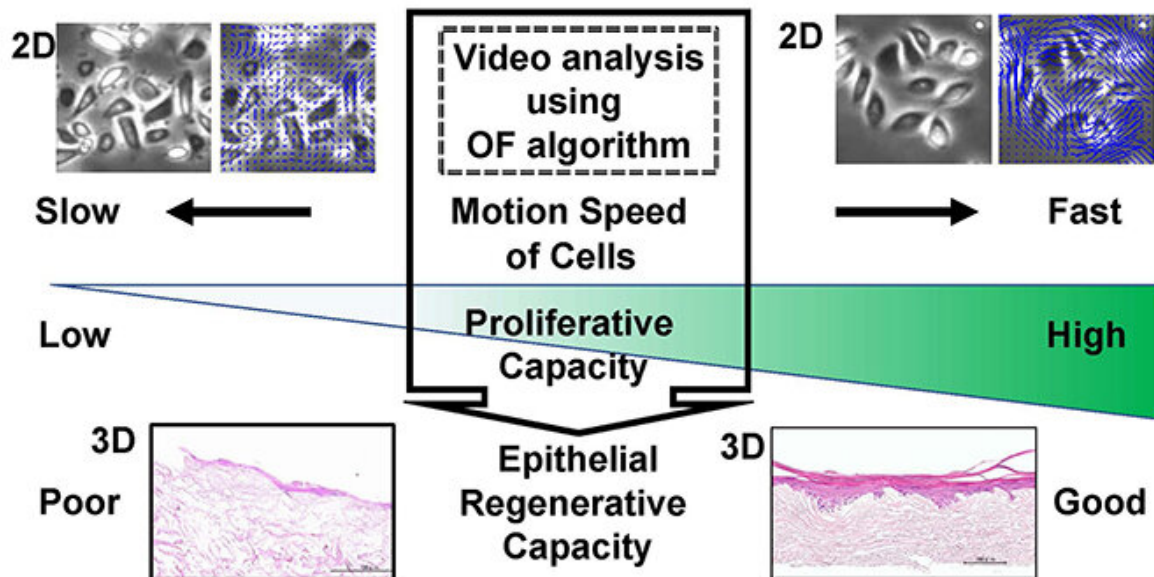 2D
Video analysis
using
OF algorithm
2D
Slow
Motion Speed
of Cells
Fast
Low
Proliferative
Capacity
High
3D
Poor
Epithelial
Regenerative
Capacity
3D
Good